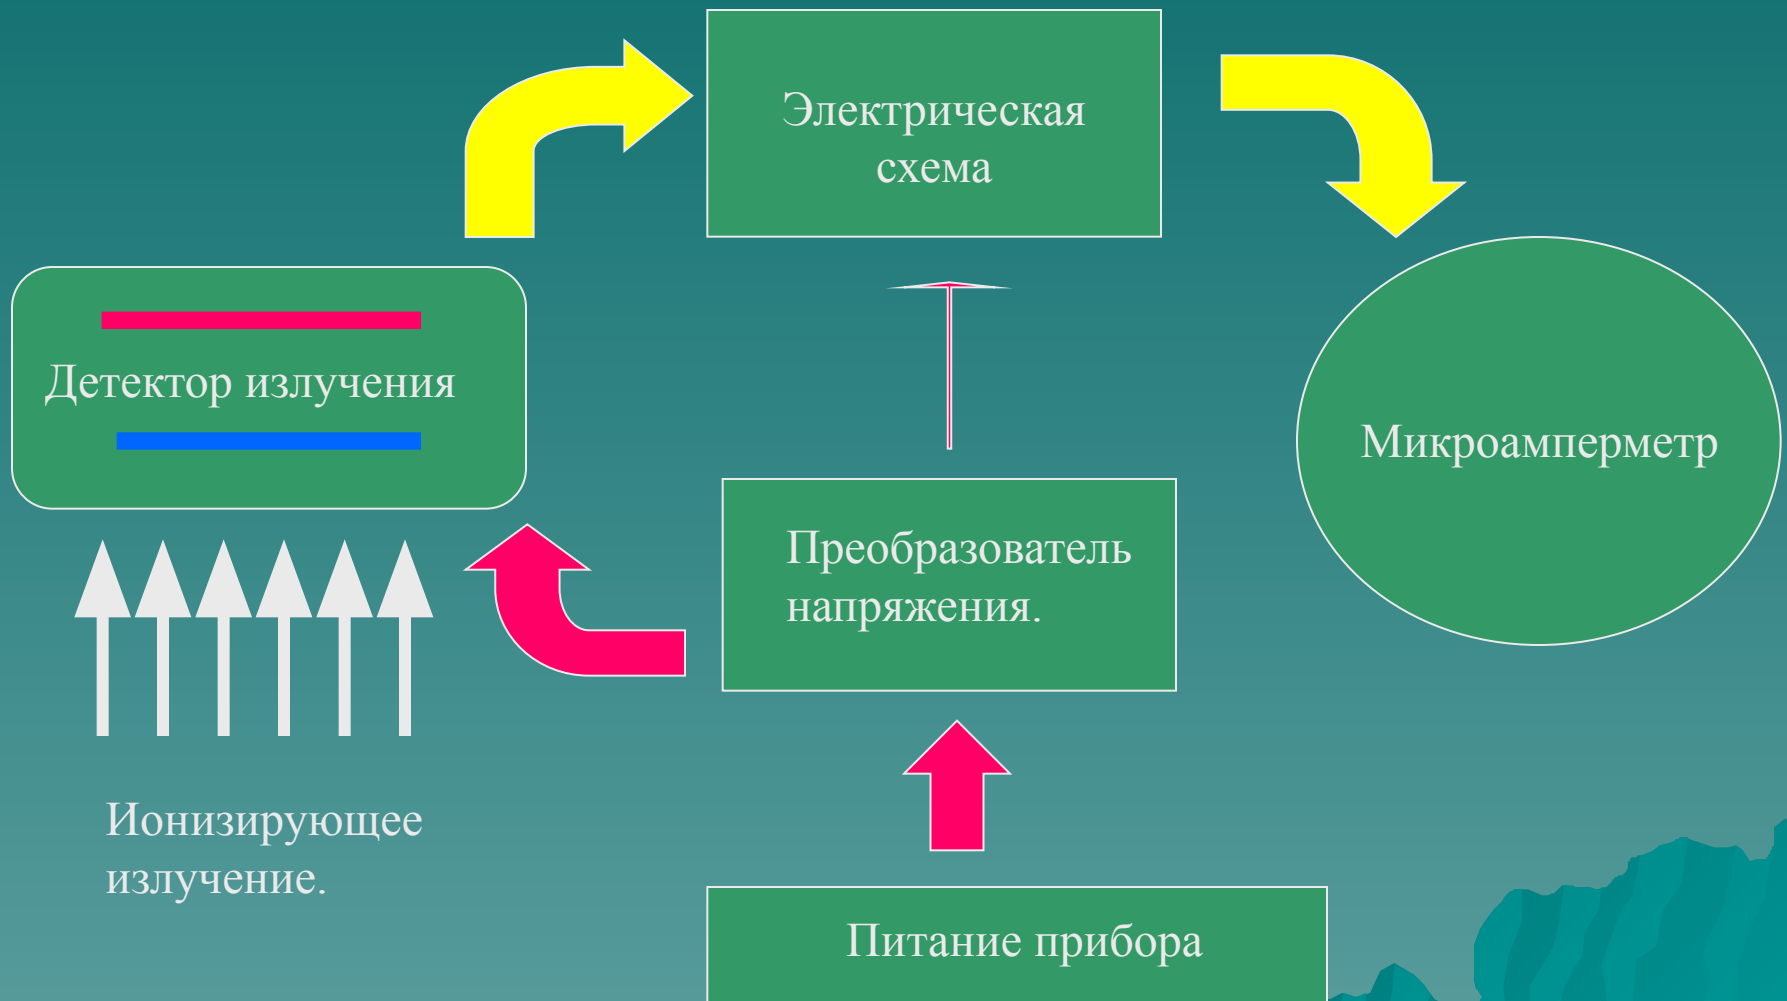 Электрическая
схема
Детектор излучения
Микроамперметр
Преобразователь
напряжения.
Ионизирующее
излучение.
Питание прибора